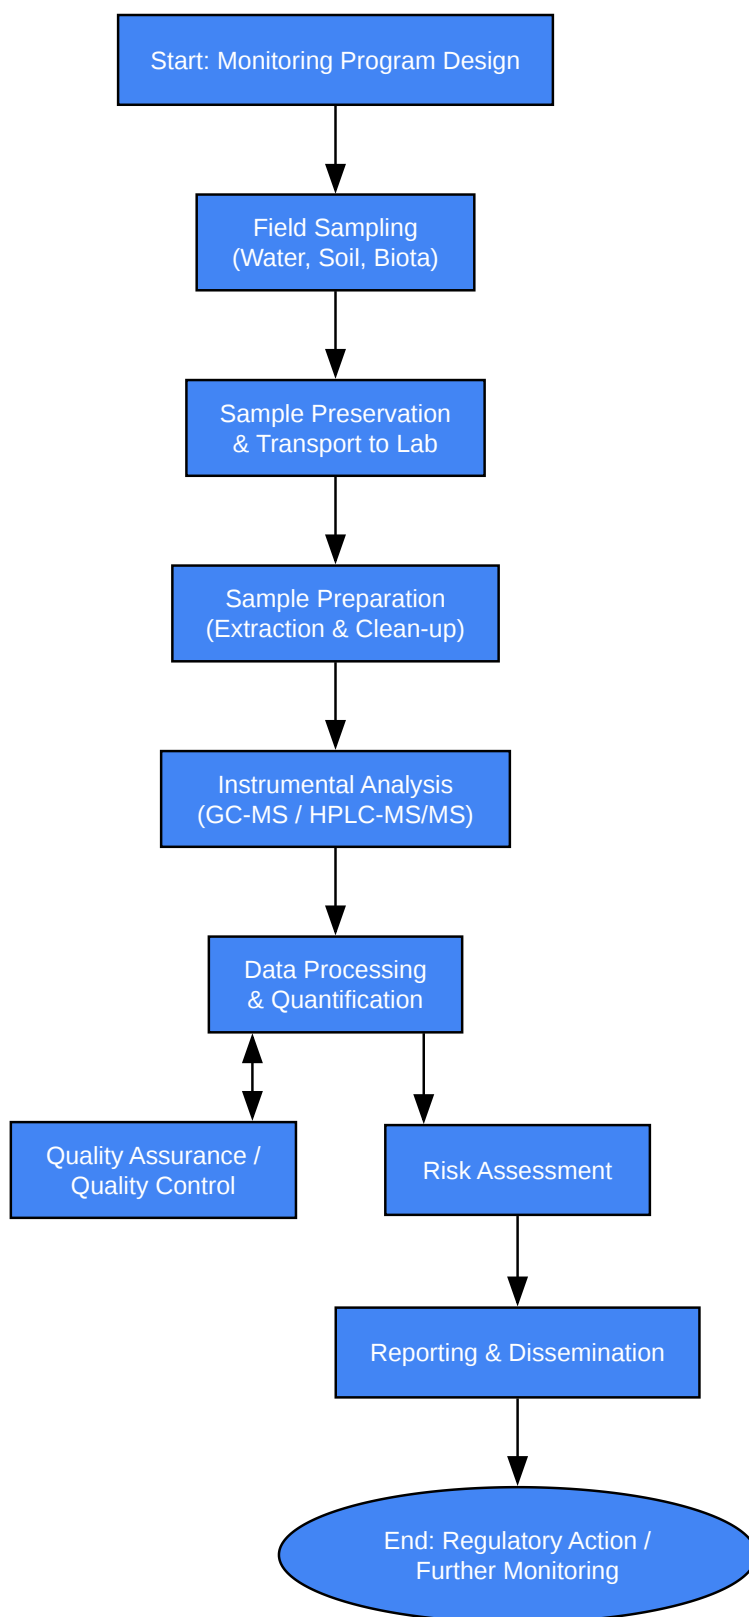 Start: Monitoring Program Design
Field Sampling
(Water, Soil, Biota)
Sample Preservation
& Transport to Lab
Sample Preparation
(Extraction & Clean-up)
Instrumental Analysis
(GC-MS / HPLC-MS/MS)
Data Processing
& Quantification
Quality Assurance /
Quality Control
Risk Assessment
Reporting & Dissemination
End: Regulatory Action /
Further Monitoring